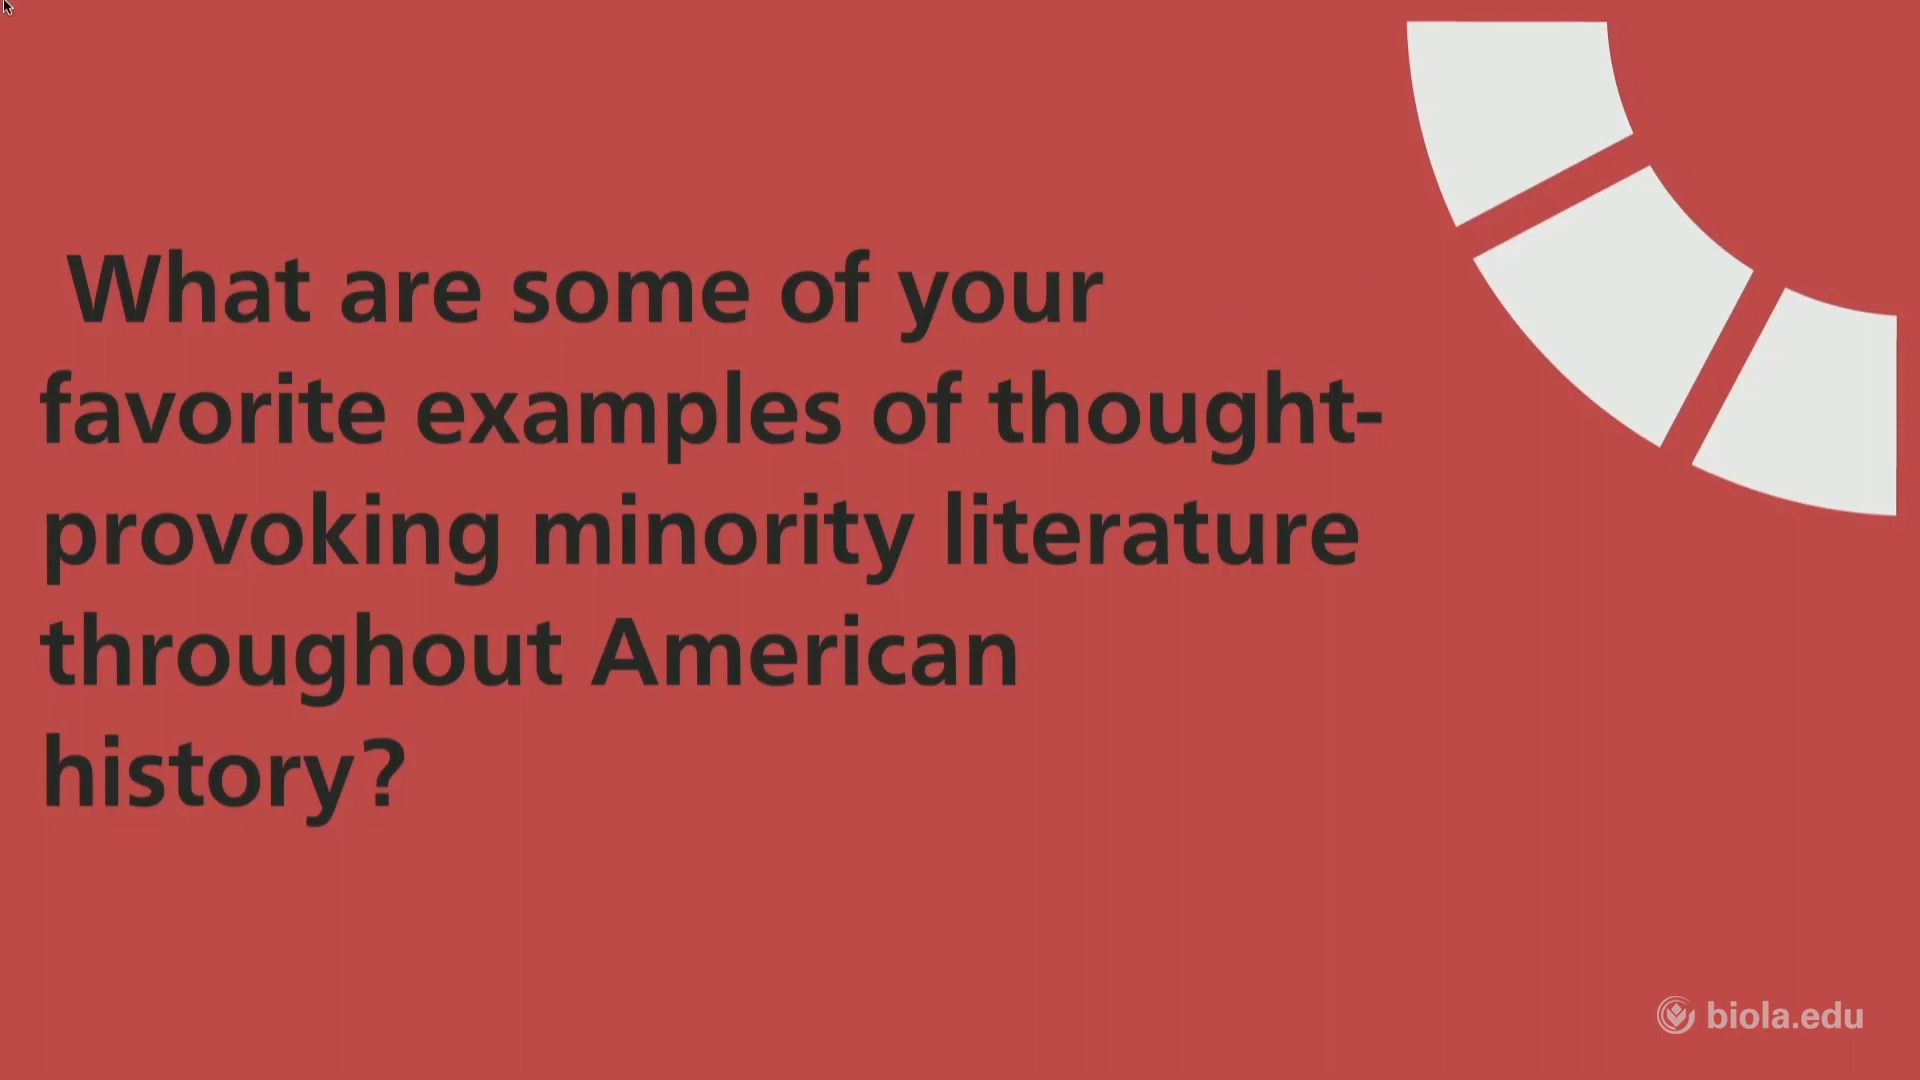 What are some of your
favorite examples of thought-
provoking minority literature
throughout American
history?
biola.edu